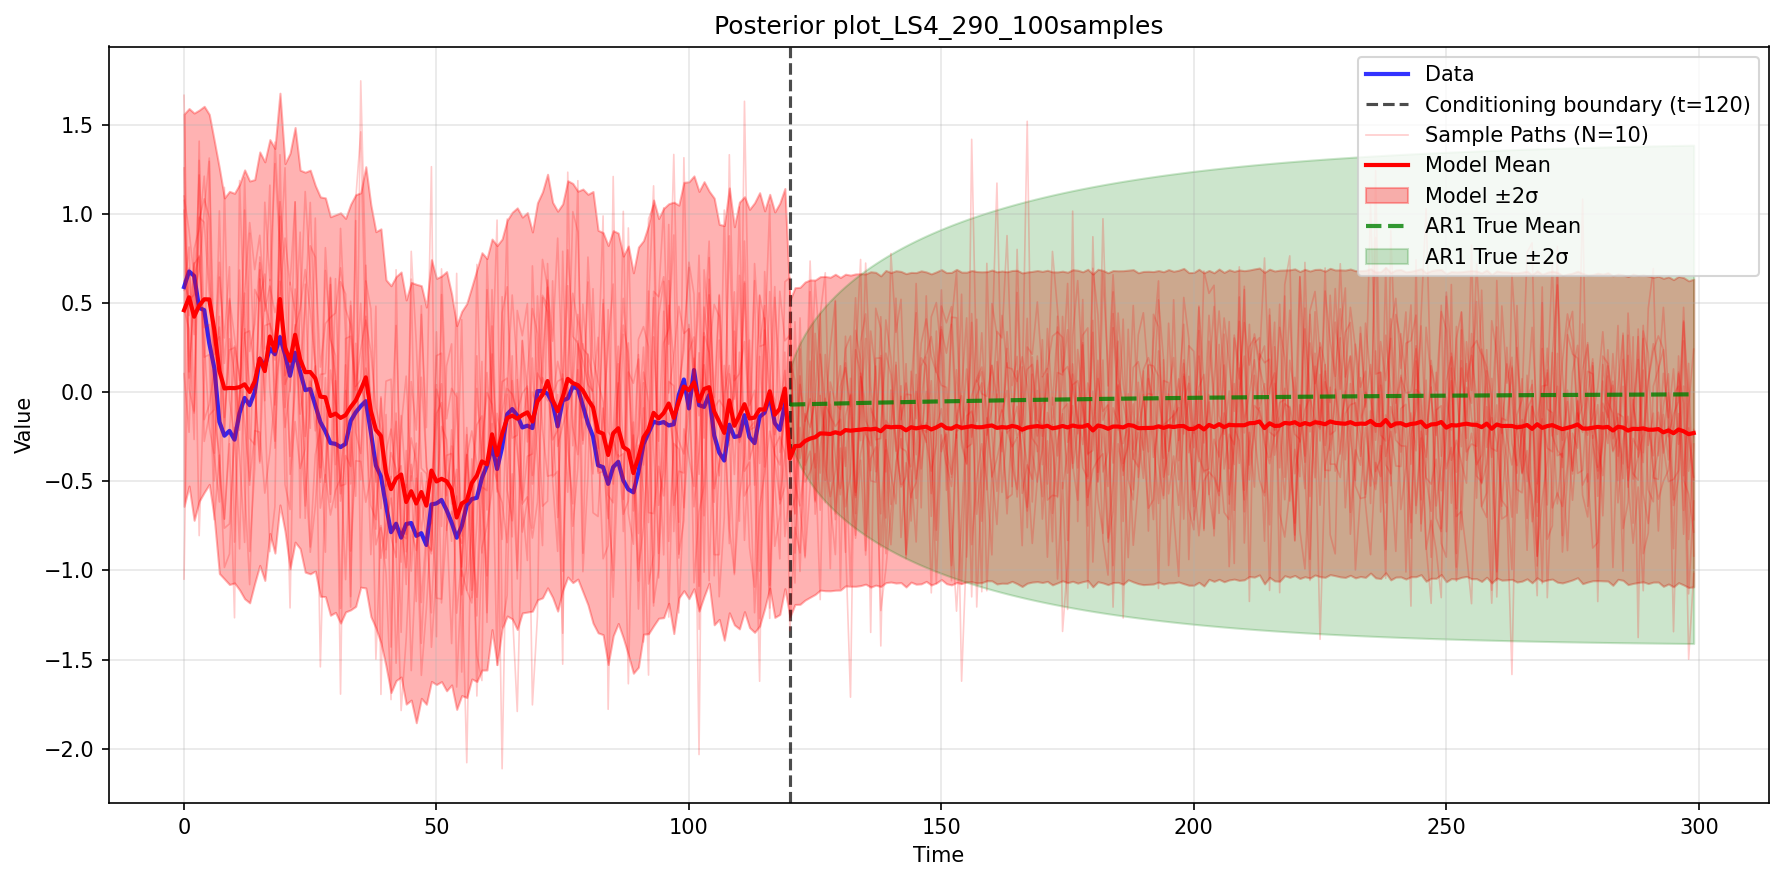 Posterior plot_LS4_290_100samples
Data
Conditioning boundary (t=120)
Sample Paths (N=10)
Model Mean
Model ±2σ
AR1 True Mean
AR1 True ±2σ
Value
1.5
1.0
0.5
0.0
−0.5
−1.0
−1.5
−2.0
0
50
100
150
200
250
300
Time